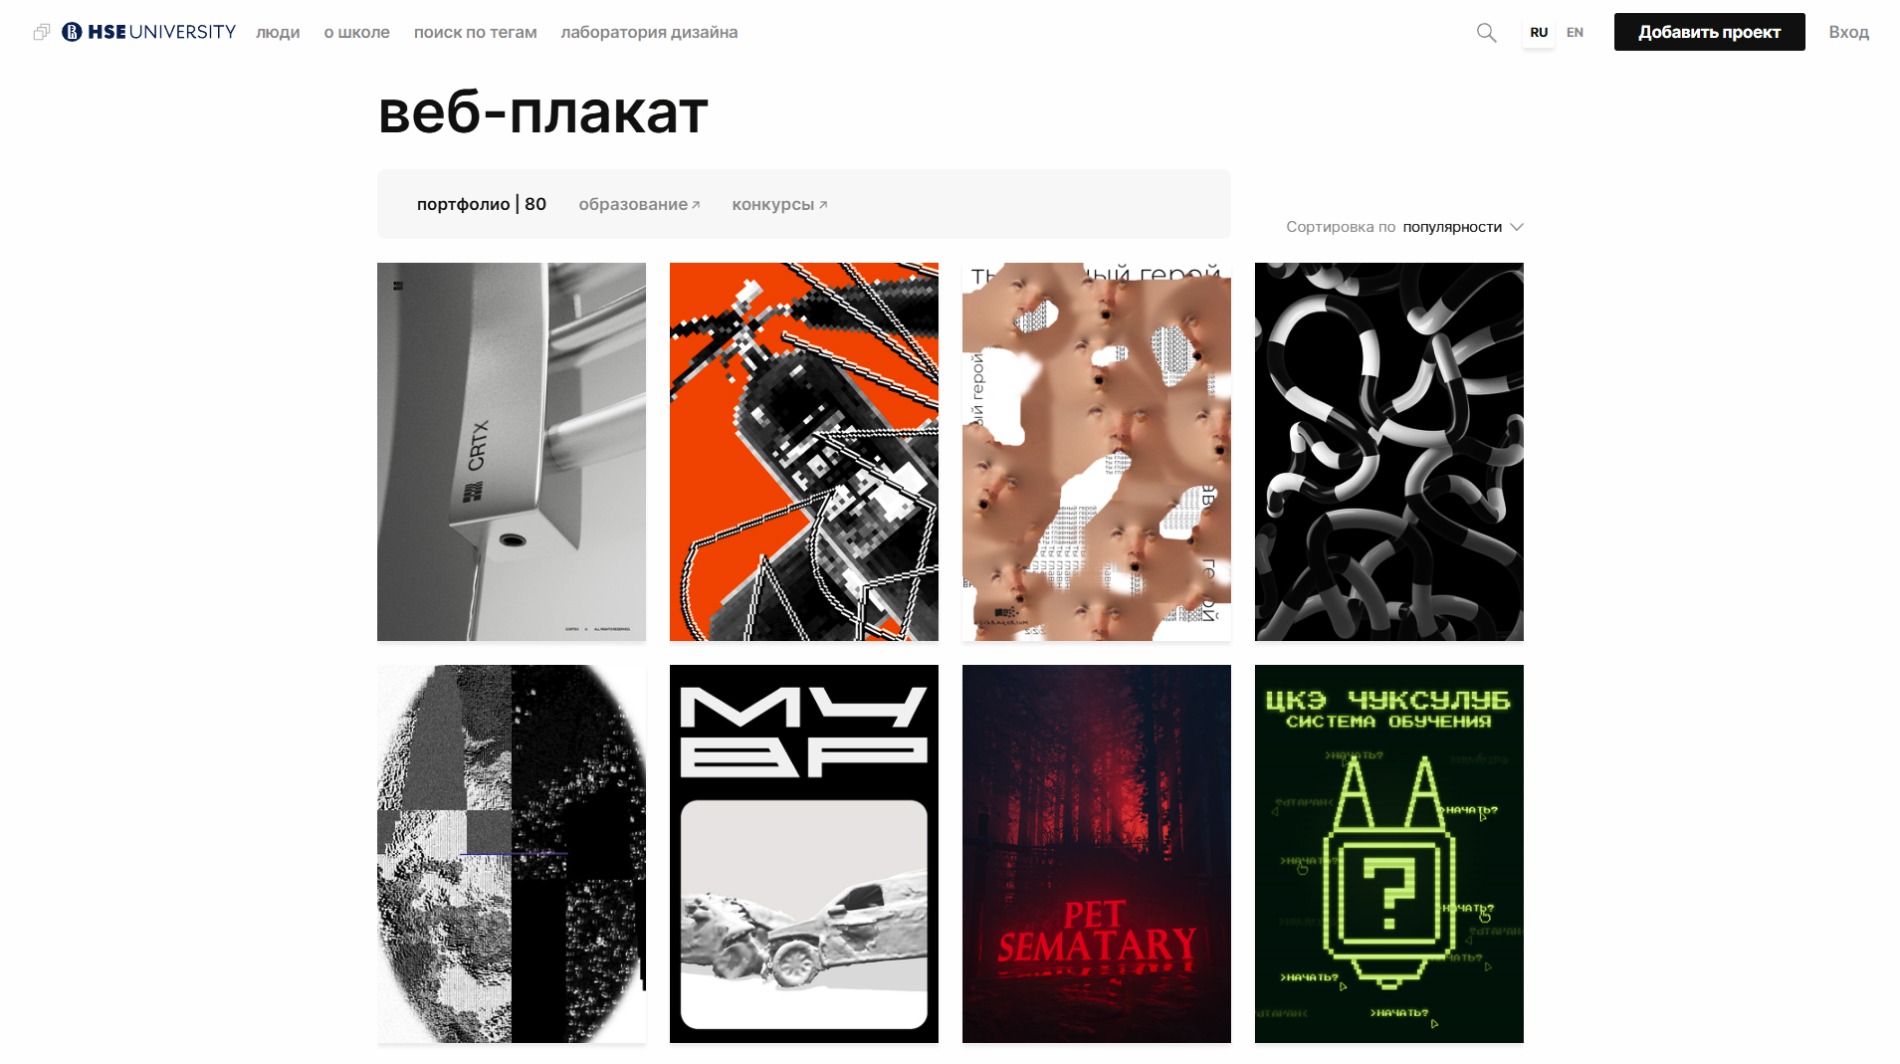 HSE UNIVERSITY люди о школе поиск по тегам лаборатория дизайна RU EN Добавить проект Вход
веб-плакат
портфолио | 80 образование конкурсы
Сортировка по популярности
CRTX
ый герой
ый герой
МУ
ВР
PET
SEMATARY
ЦКЭ ЧУКСУЛУБ
СИСТЕМА ОБУЧЕНИЯ
>НАЧАТЬ?
>НАЧАТЬ?
>НАЧАТЬ?
>НАЧАТЬ?
>НАЧАТЬ?